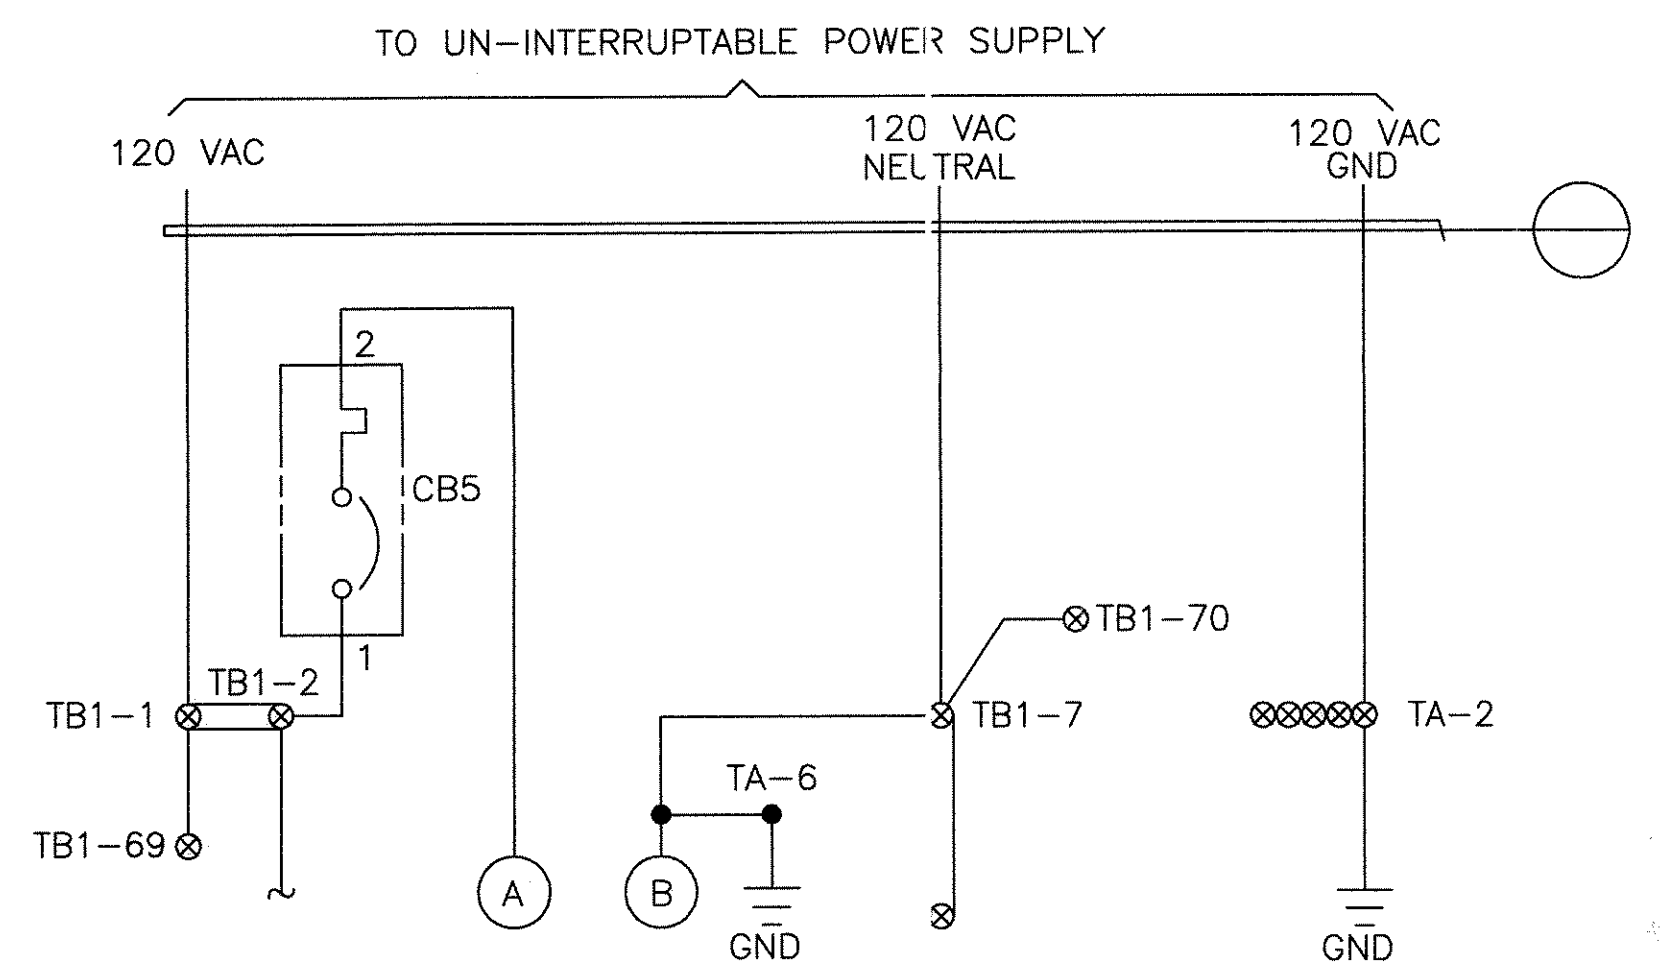 TO UN-INTERRUPTABLE POWER SUPPLY
120 VAC
120 VAC
NEUTRAL
120 VAC
GND
2
CB5
1
TB1-70
TB1-2
TB1-1
TB1-7
TA-2
TA-6
TB1-69
A
B
GND
GND